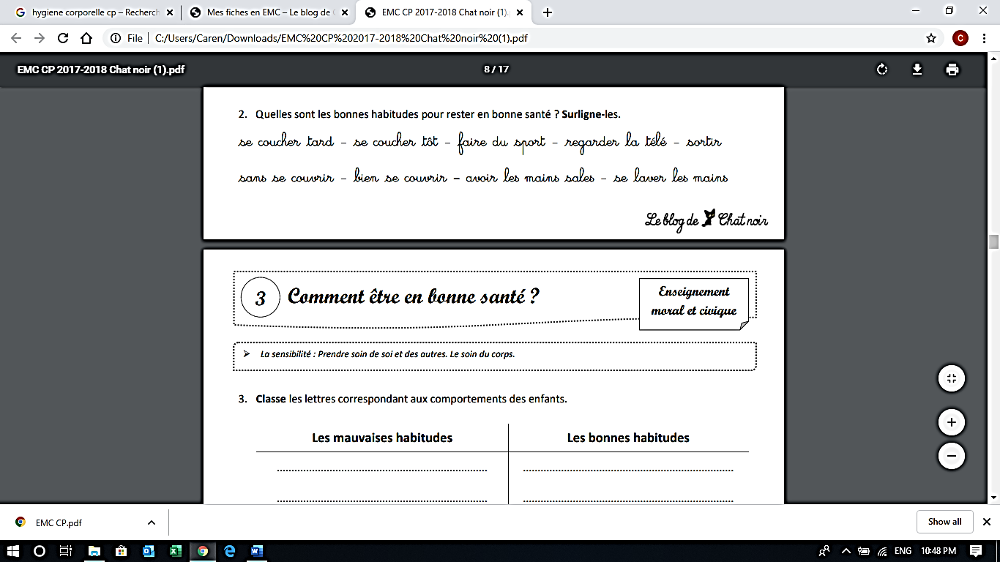 hygiene corporelle cp – Recherch
Mes fiches en EMC – Le blog de C
EMC CP 2017-2018 Chat noir (1).p
File C:/Users/Caren/Downloads/EMC%20CP%202017-2018%20Chat%20noir%20(1).pdf
C
EMC CP 2017-2018 Chat noir (1).pdf
8 / 17
2. Quelles sont les bonnes habitudes pour rester en bonne santé ? Surligne-les.
se coucher tard – se coucher tôt – faire du sport – regarder la télé – sortir
sans se couvrir – bien se couvrir – avoir les mains sales – se laver les mains
Le blog de Chat noir
3 Comment être en bonne santé ?
Enseignement
moral et civique
➢ La sensibilité : Prendre soin de soi et des autres. Le soin du corps.
3. Classe les lettres correspondant aux comportements des enfants.
Les mauvaises habitudes Les bonnes habitudes
EMC CP.pdf
Show all
ENG 10:48 PM